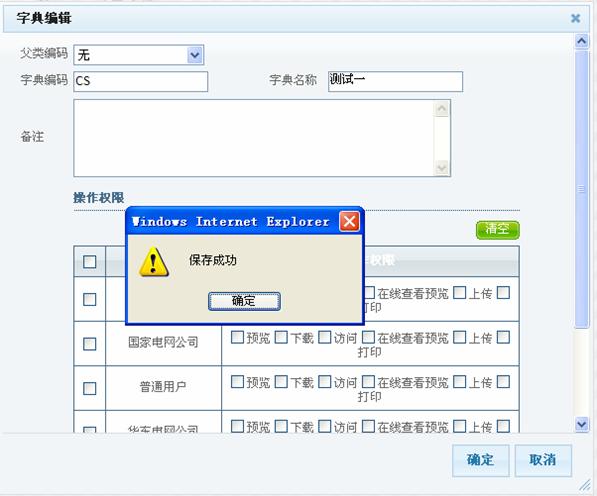 字典编辑
父类编码 无
字典编码 CS 字典名称 测试一
备注
操作权限
清空
Windows Internet Explorer
保存成功
确定
作权限
在线查看预览 上传
打印
国家电网公司 预览 下载 访问 在线查看预览 上传
打印
普通用户 预览 下载 访问 在线查看预览 上传
打印
华东电网公司 预览 下载 访问 在线查看预览 上传
确定 取消